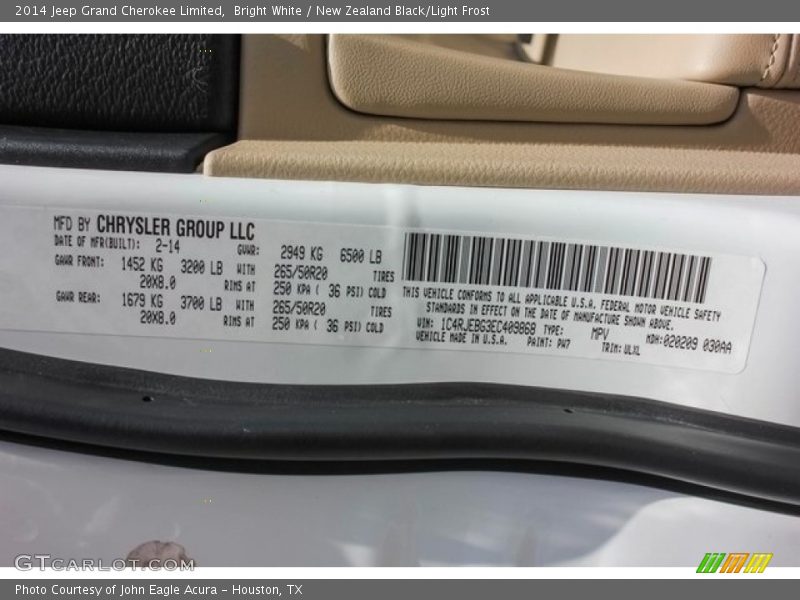 2014 Jeep Grand Cherokee Limited, Bright White / New Zealand Black/Light Frost
MFD BY CHRYSLER GROUP LLC
DATE OF MFR(BUILT): 2-14 GVWR: 2949 KG 6500 LB
GAWR FRONT: 1452 KG 3200 LB WITH 265/50R20 TIRES
20X8.0 RIMS AT 250 KPA ( 36 PSI) COLD
GAWR REAR: 1679 KG 3700 LB WITH 265/50R20 TIRES
20X8.0 RIMS AT 250 KPA ( 36 PSI) COLD
THIS VEHICLE CONFORMS TO ALL APPLICABLE U.S.A. FEDERAL MOTOR VEHICLE SAFETY
STANDARDS IN EFFECT ON THE DATE OF MANUFACTURE SHOWN ABOVE.
VIN: 1C4RJEBG3EC409868 TYPE: MPV MDH: 020209 030AA
VEHICLE MADE IN U.S.A. PAINT: PW7 TRIM: ULXL
GTCARLOT.COM
Photo Courtesy of John Eagle Acura - Houston, TX